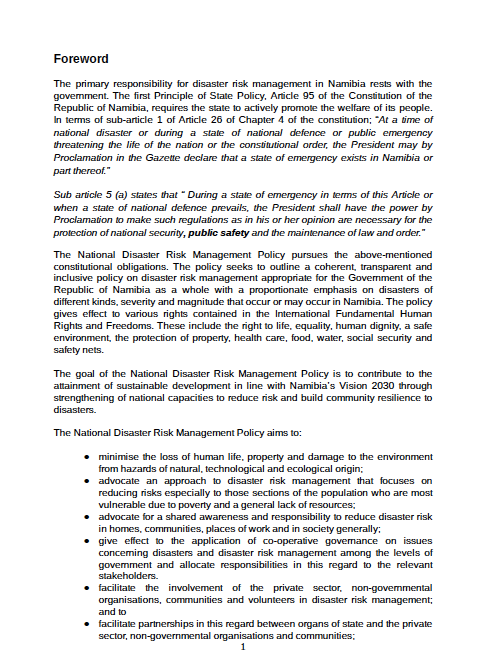 Foreword
The primary responsibility for disaster risk management in Namibia rests with the
government. The first Principle of State Policy, Article 95 of the Constitution of the
Republic of Namibia, requires the state to actively promote the welfare of its people.
In terms of sub-article 1 of Article 26 of Chapter 4 of the constitution; “At a time of
national disaster or during a state of national defence or public emergency
threatening the life of the nation or the constitutional order, the President may by
Proclamation in the Gazette declare that a state of emergency exists in Namibia or
part thereof.”
Sub article 5 (a) states that “ During a state of emergency in terms of this Article or
when a state of national defence prevails, the President shall have the power by
Proclamation to make such regulations as in his or her opinion are necessary for the
protection of national security, public safety and the maintenance of law and order.”
The National Disaster Risk Management Policy pursues the above-mentioned
constitutional obligations. The policy seeks to outline a coherent, transparent and
inclusive policy on disaster risk management appropriate for the Government of the
Republic of Namibia as a whole with a proportionate emphasis on disasters of
different kinds, severity and magnitude that occur or may occur in Namibia. The policy
gives effect to various rights contained in the International Fundamental Human
Rights and Freedoms. These include the right to life, equality, human dignity, a safe
environment, the protection of property, health care, food, water, social security and
safety nets.
The goal of the National Disaster Risk Management Policy is to contribute to the
attainment of sustainable development in line with Namibia’s Vision 2030 through
strengthening of national capacities to reduce risk and build community resilience to
disasters.
The National Disaster Risk Management Policy aims to:
● minimise the loss of human life, property and damage to the environment
from hazards of natural, technological and ecological origin;
● advocate an approach to disaster risk management that focuses on
reducing risks especially to those sections of the population who are most
vulnerable due to poverty and a general lack of resources;
● advocate for a shared awareness and responsibility to reduce disaster risk
in homes, communities, places of work and in society generally;
● give effect to the application of co-operative governance on issues
concerning disasters and disaster risk management among the levels of
government and allocate responsibilities in this regard to the relevant
stakeholders.
● facilitate the involvement of the private sector, non-governmental
organisations, communities and volunteers in disaster risk management;
and to
● facilitate partnerships in this regard between organs of state and the private
sector, non-governmental organisations and communities;
1